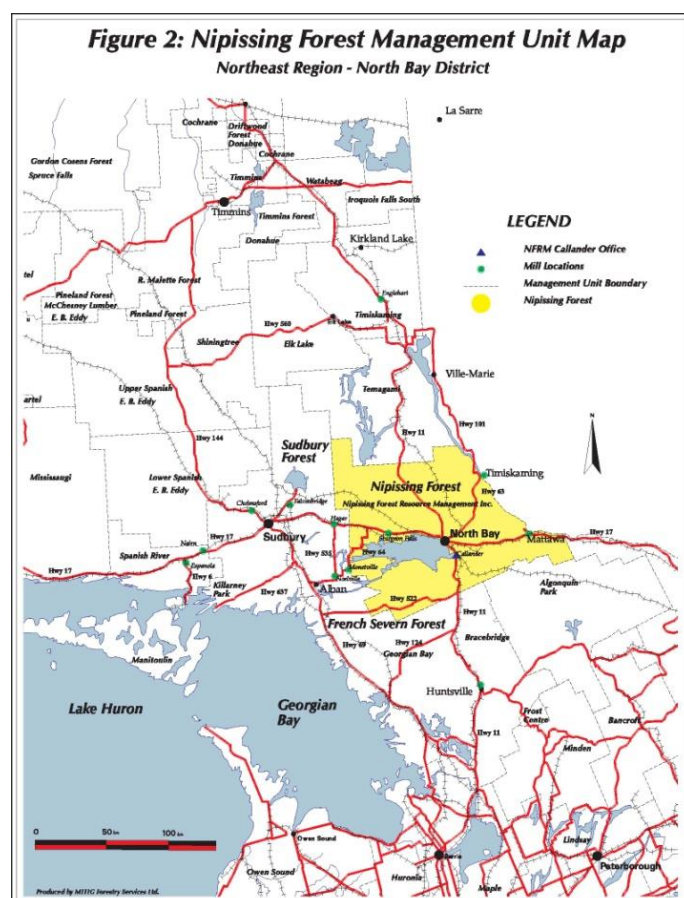 Figure 2: Nipissing Forest Management Unit Map
Northeast Region - North Bay District
La Sarre
Cochrane
Driftwood
Forest
Donahue
Cochrane
Gordon Cosens Forest
Spruce Falls
Timmins
Watabeag
Iroquois Falls South
Timmins
Timmins Forest
Donahue
Kirkland Lake
LEGEND
NFRM Callander Office
Mill Locations
Management Unit Boundary
Nipissing Forest
R. Malette Forest
Pineland Forest
McChesney Lumber
E. B. Eddy
Pineland Forest
Englehart
Timiskaming
Hwy 560
Shiningtree
Elk Lake
Elk Lake
Ville-Marie
Temagami
Upper Spanish
E. B. Eddy
Hwy 144
Hwy 11
Hwy 101
N
Sudbury
Forest
Mississaugi
Lower Spanish
E. B. Eddy
Timiskaming
Hwy 63
Nipissing Forest
Nipissing Forest Resource Management Inc.
Chelmsford
Hagar
Sudbury
North Bay
Mattawa
Hwy 17
Sturgeon Falls
Hwy 64
Callander
Nairn
Hwy 17
Hwy 535
Monetville
Spanish River
Espanola
Hwy 17
Hwy 6
Killarney
Park
Noelville
Alban
Hwy 637
Hwy 522
Algonquin
Park
French Severn Forest
Hwy 11
Bracebridge
Hwy 69
Hwy 124
Georgian Bay
Manitoulin
Huntsville
Lake Huron
Georgian
Bay
Frost
Centre
Bancroft
Hwy 11
Minden
0 50 km 100 km
Owen Sound
Lindsay
Barrie
Peterborough
Owen Sound
Huronia
Maple
Produced by MITIG Forestry Services Ltd.